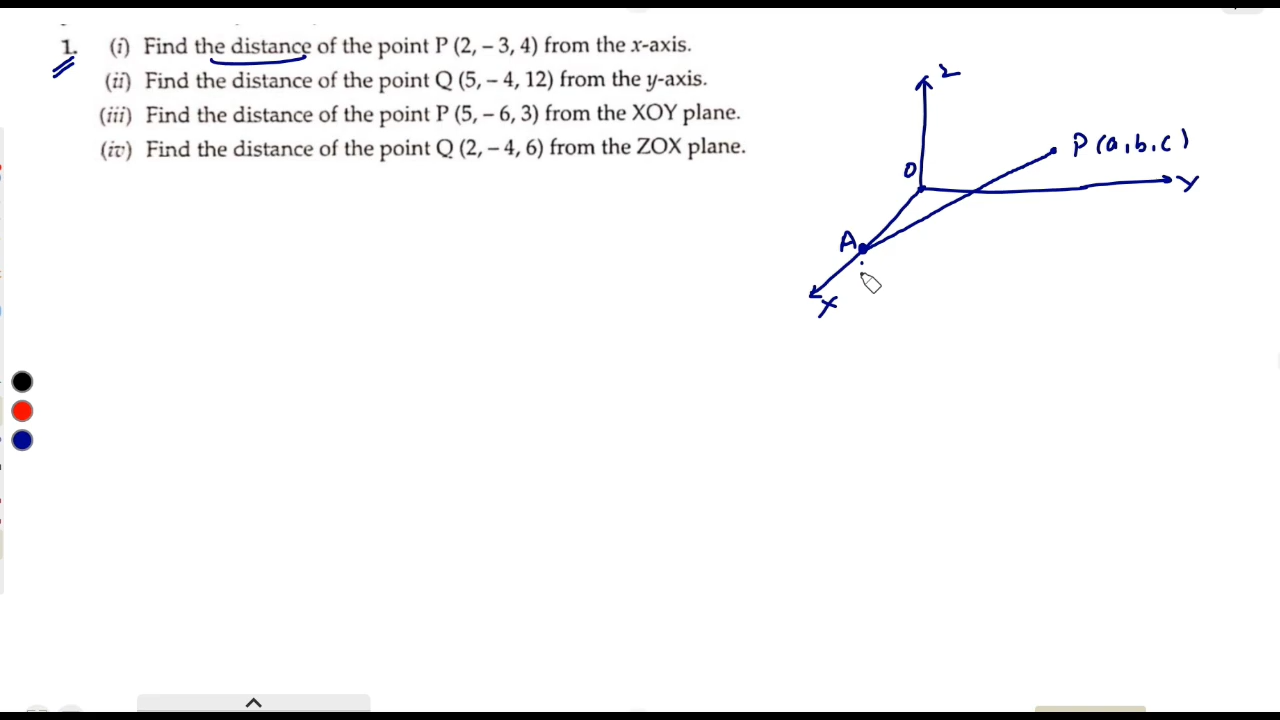 1. (i) Find the distance of the point P (2, – 3, 4) from the x-axis.
(ii) Find the distance of the point Q (5, – 4, 12) from the y-axis.
(iii) Find the distance of the point P (5, – 6, 3) from the XOY plane.
(iv) Find the distance of the point Q (2, – 4, 6) from the ZOX plane.
Z
P (a, b, c)
O
Y
A
X